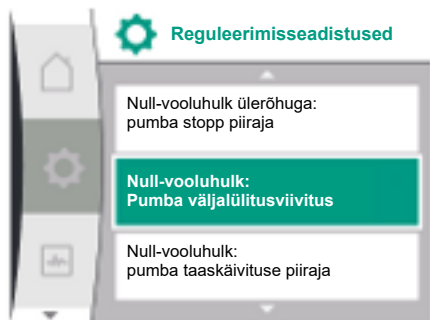 Reguleerimisseadistused
Null-vooluhulk ülerõhuga:
pumba stopp piiraja
Null-vooluhulk:
Pumba väljalülitusviivitus
Null-vooluhulk:
pumba taaskäivituse piiraja